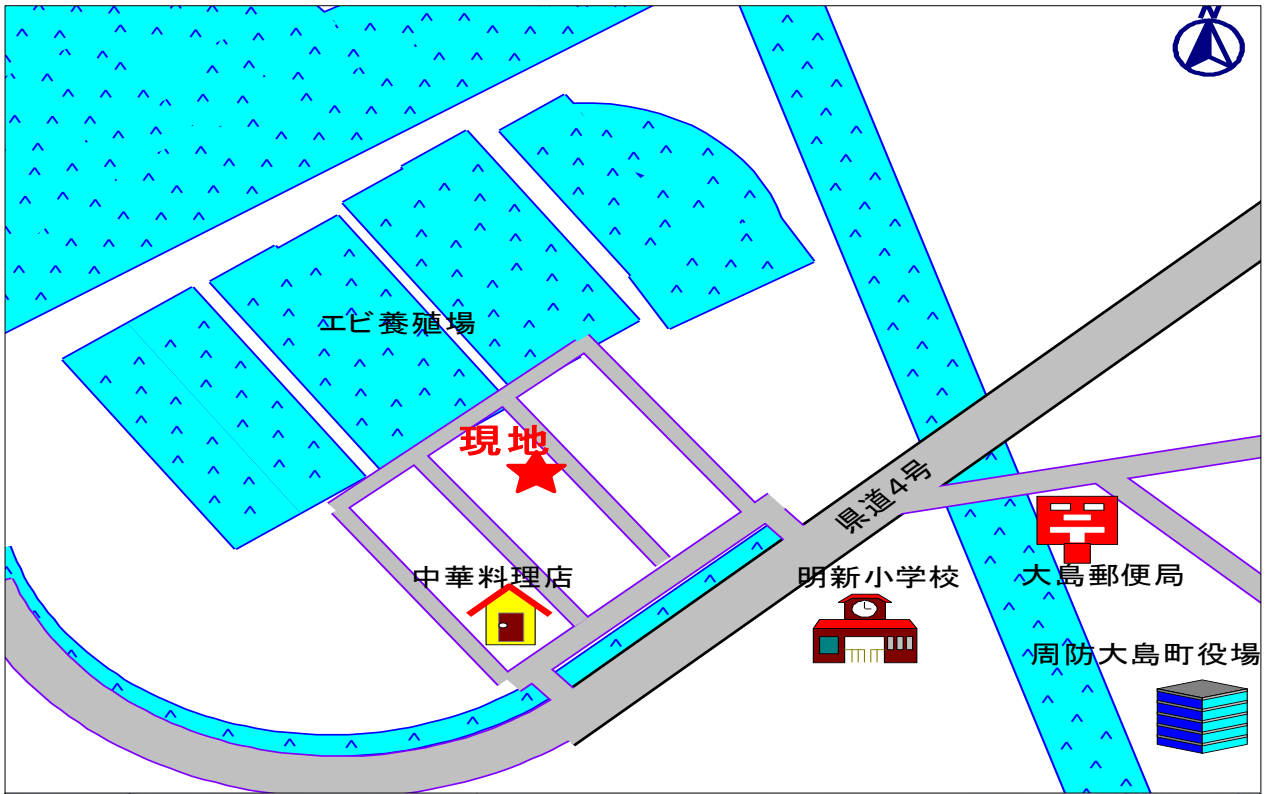 N
エビ養殖場
現地
県道4号
中華料理店
明新小学校
大島郵便局
周防大島町役場